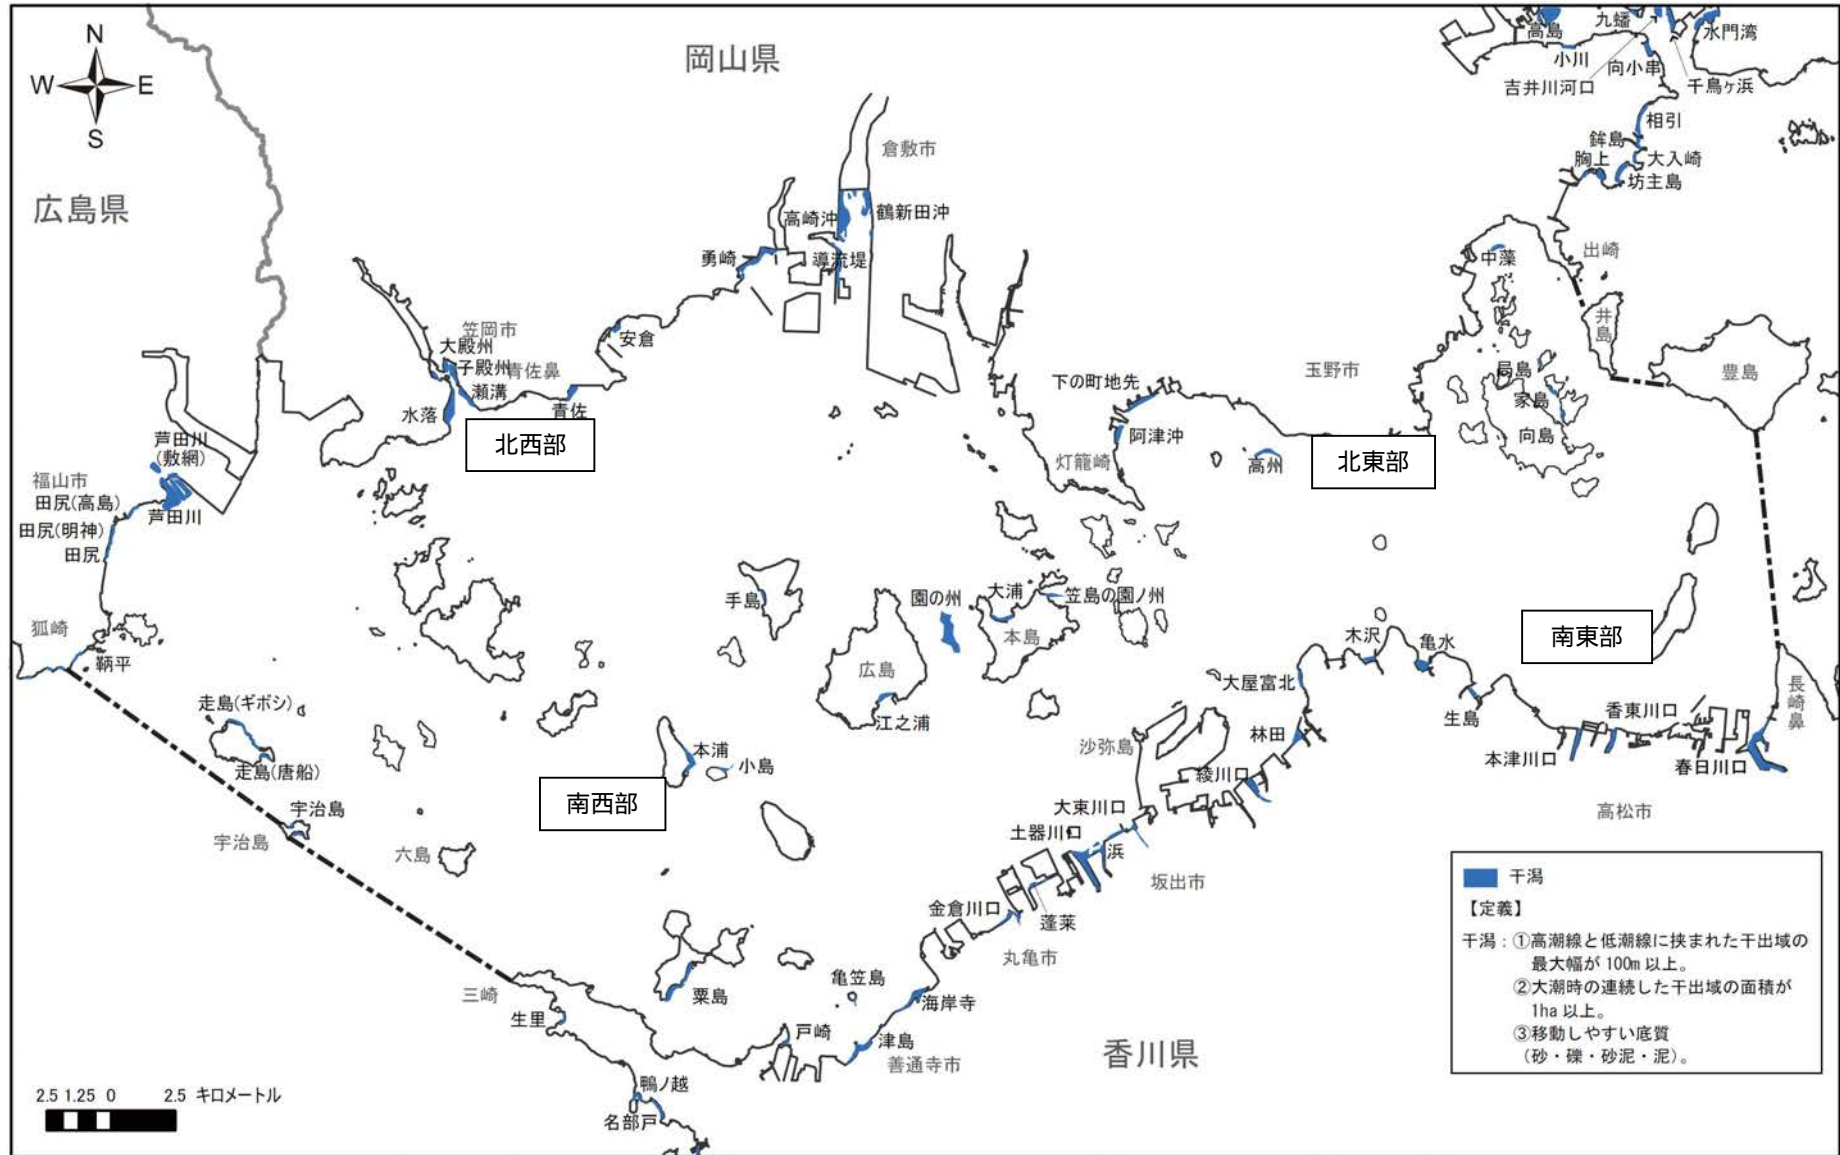 N
W
E
S
岡山県
広島県
倉敷市
高島
九蟠
水門湾
小川
向小串
吉井川河口
千鳥ヶ浜
相引
鉾島
大入崎
胸上
坊主島
出崎
中藻
井島
豊島
局島
家島
向島
玉野市
高崎沖
鶴新田沖
勇崎
導流堤
安倉
笠岡市
大殿州
子殿州
青佐鼻
瀬溝
水落
青佐
北西部
下の町地先
阿津沖
灯籠崎
高州
北東部
芦田川
(敷網)
福山市
田尻(高島)
芦田川
田尻(明神)
田尻
狐崎
鞆平
手島
園の州
大浦
笠島の園ノ州
本島
広島
江之浦
木沢
亀水
南東部
大屋富北
生島
香東川口
長崎鼻
本津川口
春日川口
高松市
沙弥島
林田
綾川口
走島(ギボシ)
走島(唐船)
本浦
小島
南西部
宇治島
宇治島
六島
大束川口
土器川口
浜
坂出市
金倉川口
蓬莱
丸亀市
粟島
亀笠島
海岸寺
三崎
生里
戸崎
津島
善通寺市
香川県
鴨ノ越
名部戸
2.5 1.25 0 2.5 キロメートル
干潟
【定義】
干潟：①高潮線と低潮線に挟まれた干出域の
最大幅が 100m 以上。
②大潮時の連続した干出域の面積が
1ha 以上。
③移動しやすい底質
（砂・礫・砂泥・泥）。